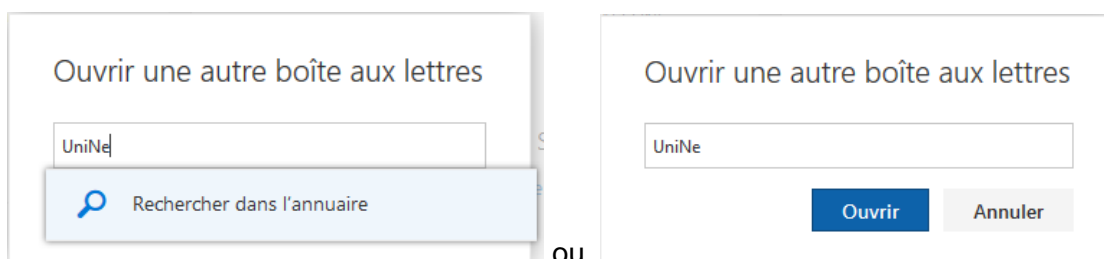 Ouvrir une autre boîte aux lettres
UniNe
Rechercher dans l'annuaire
ou
Ouvrir une autre boîte aux lettres
UniNe
Ouvrir Annuler